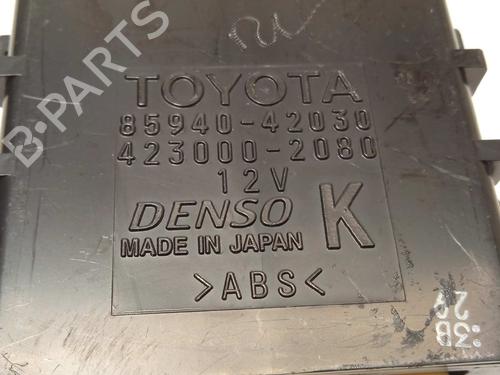 TOYOTA
85940-42030
423000-2080
12V
DENSO K
MADE IN JAPAN
>ABS<
B-PARTS